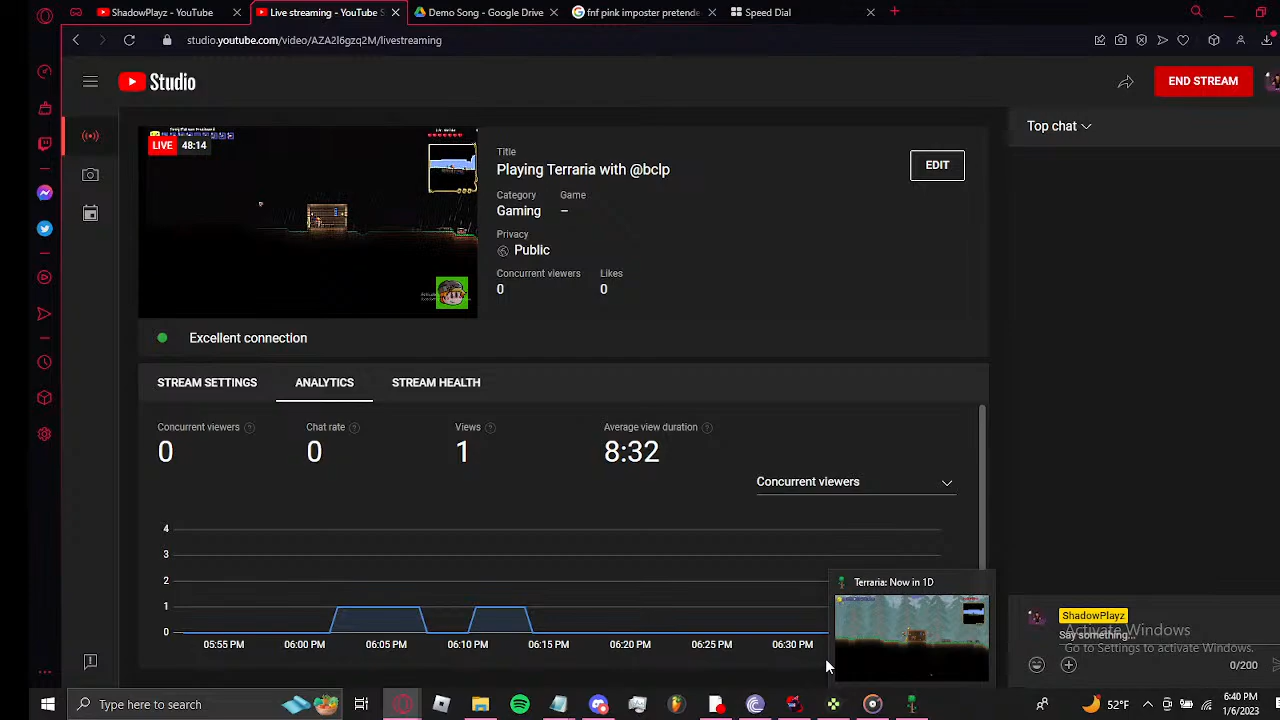 ShadowPlayz - YouTube
Live streaming - YouTube S
Demo Song - Google Drive
fnf pink imposter pretende
Speed Dial
studio.youtube.com/video/AZA2l6gzq2M/livestreaming
Studio
END STREAM
Top chat
LIVE 48:14
Title
Playing Terraria with @bclp
EDIT
Category Game
Gaming –
Privacy
Public
Concurrent viewers Likes
0 0
Excellent connection
STREAM SETTINGS ANALYTICS STREAM HEALTH
Concurrent viewers Chat rate Views Average view duration
0 0 1 8:32
Concurrent viewers
4
3
2
1
0
05:55 PM 06:00 PM 06:05 PM 06:10 PM 06:15 PM 06:20 PM 06:25 PM 06:30 PM
Terraria: Now in 1D
ShadowPlayz
Say something...
Activate Windows
Go to Settings to activate Windows.
0/200
Type here to search
52°F
6:40 PM
1/6/2023